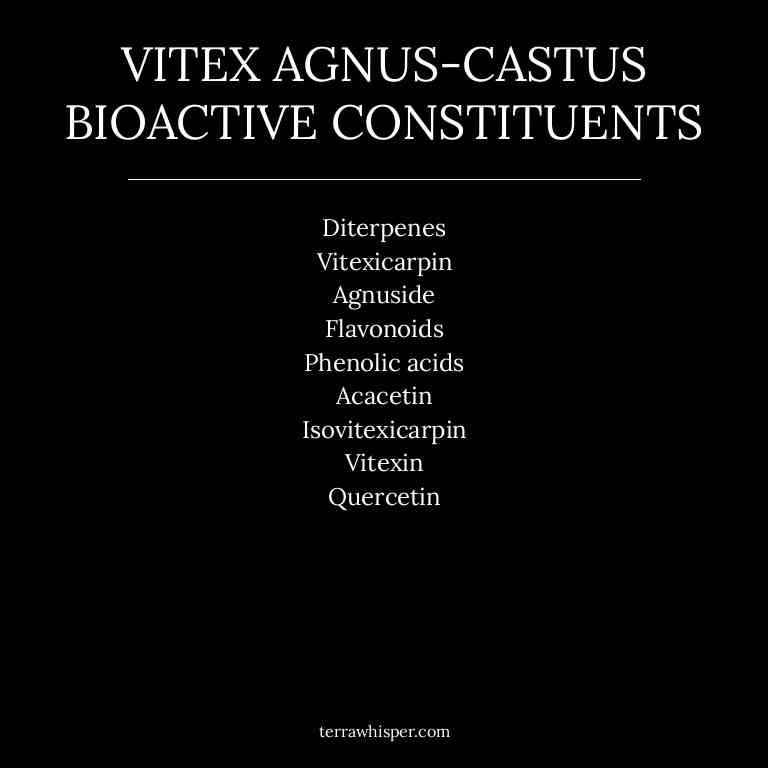 VITEX AGNUS-CASTUS
BIOACTIVE CONSTITUENTS
Diterpenes
Vitexicarpin
Agnuside
Flavonoids
Phenolic acids
Acacetin
Isovitexicarpin
Vitexin
Quercetin
terrawhisper.com